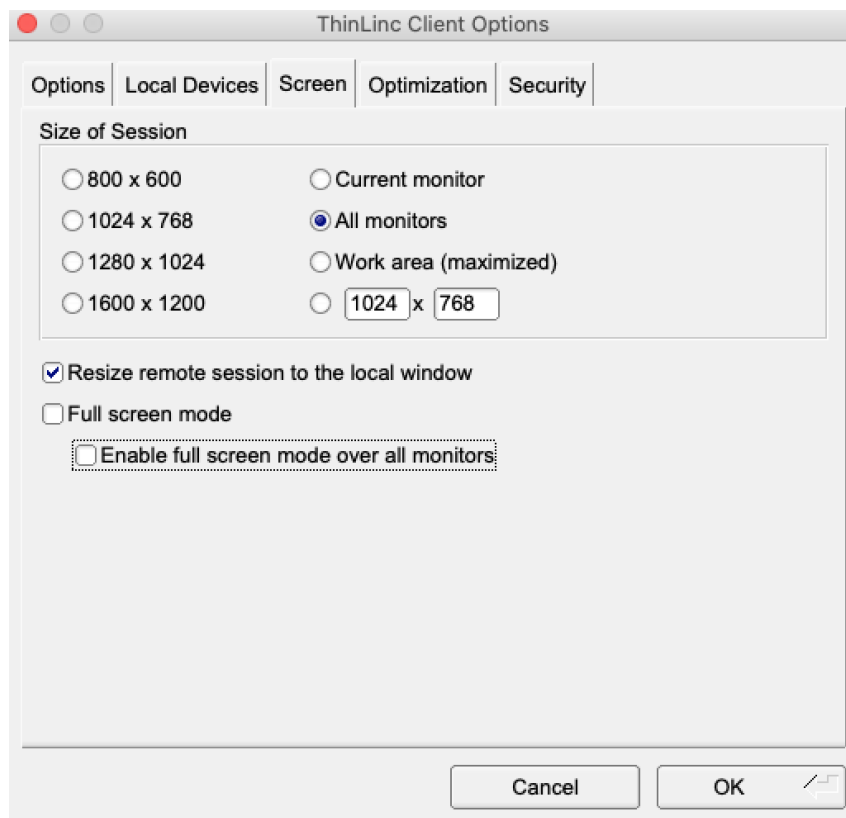 ThinLinc Client Options
Options Local Devices Screen Optimization Security
Size of Session
800 x 600 Current monitor
1024 x 768 All monitors
1280 x 1024 Work area (maximized)
1600 x 1200 1024 x 768
Resize remote session to the local window
Full screen mode
Enable full screen mode over all monitors
Cancel OK